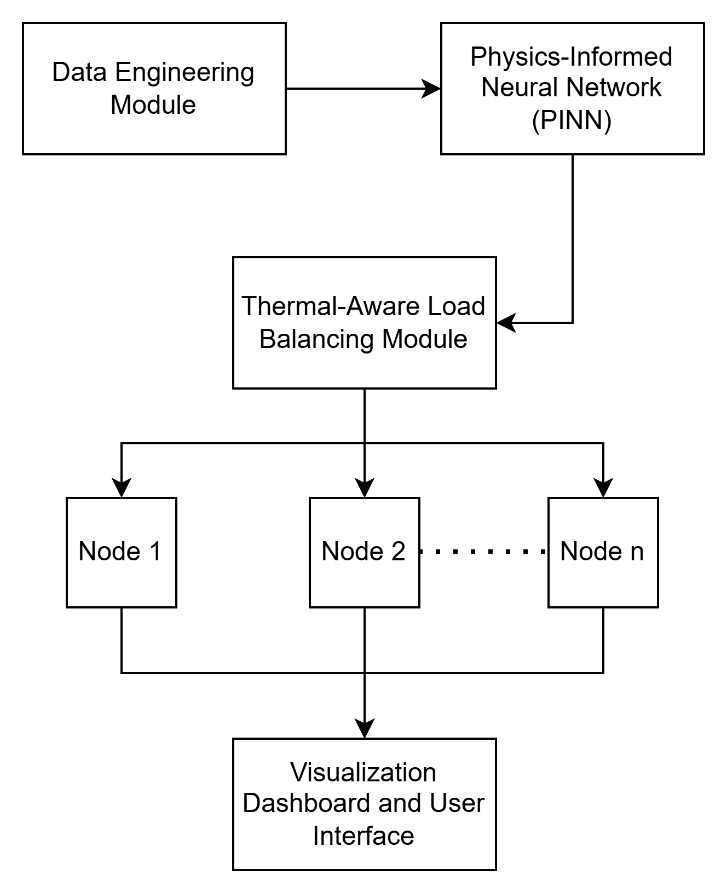 Data Engineering
Module
Physics-Informed
Neural Network
(PINN)
Thermal-Aware Load
Balancing Module
Node 1
Node 2
Node n
Visualization
Dashboard and User
Interface